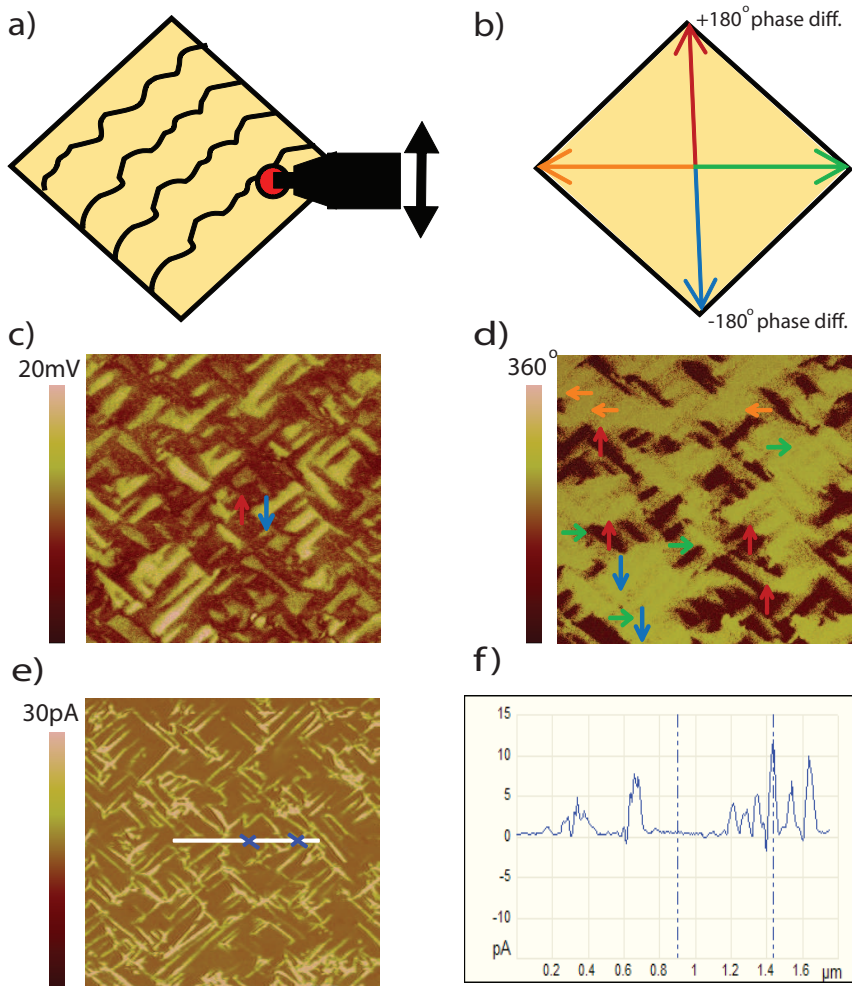 a)
b)
+180° phase diff.
-180° phase diff.
c)
20mV
d)
360°
e)
30pA
f)
15
10
5
0
-5
-10
pA
0.2 0.4 0.6 0.8 1 1.2 1.4 1.6 µm